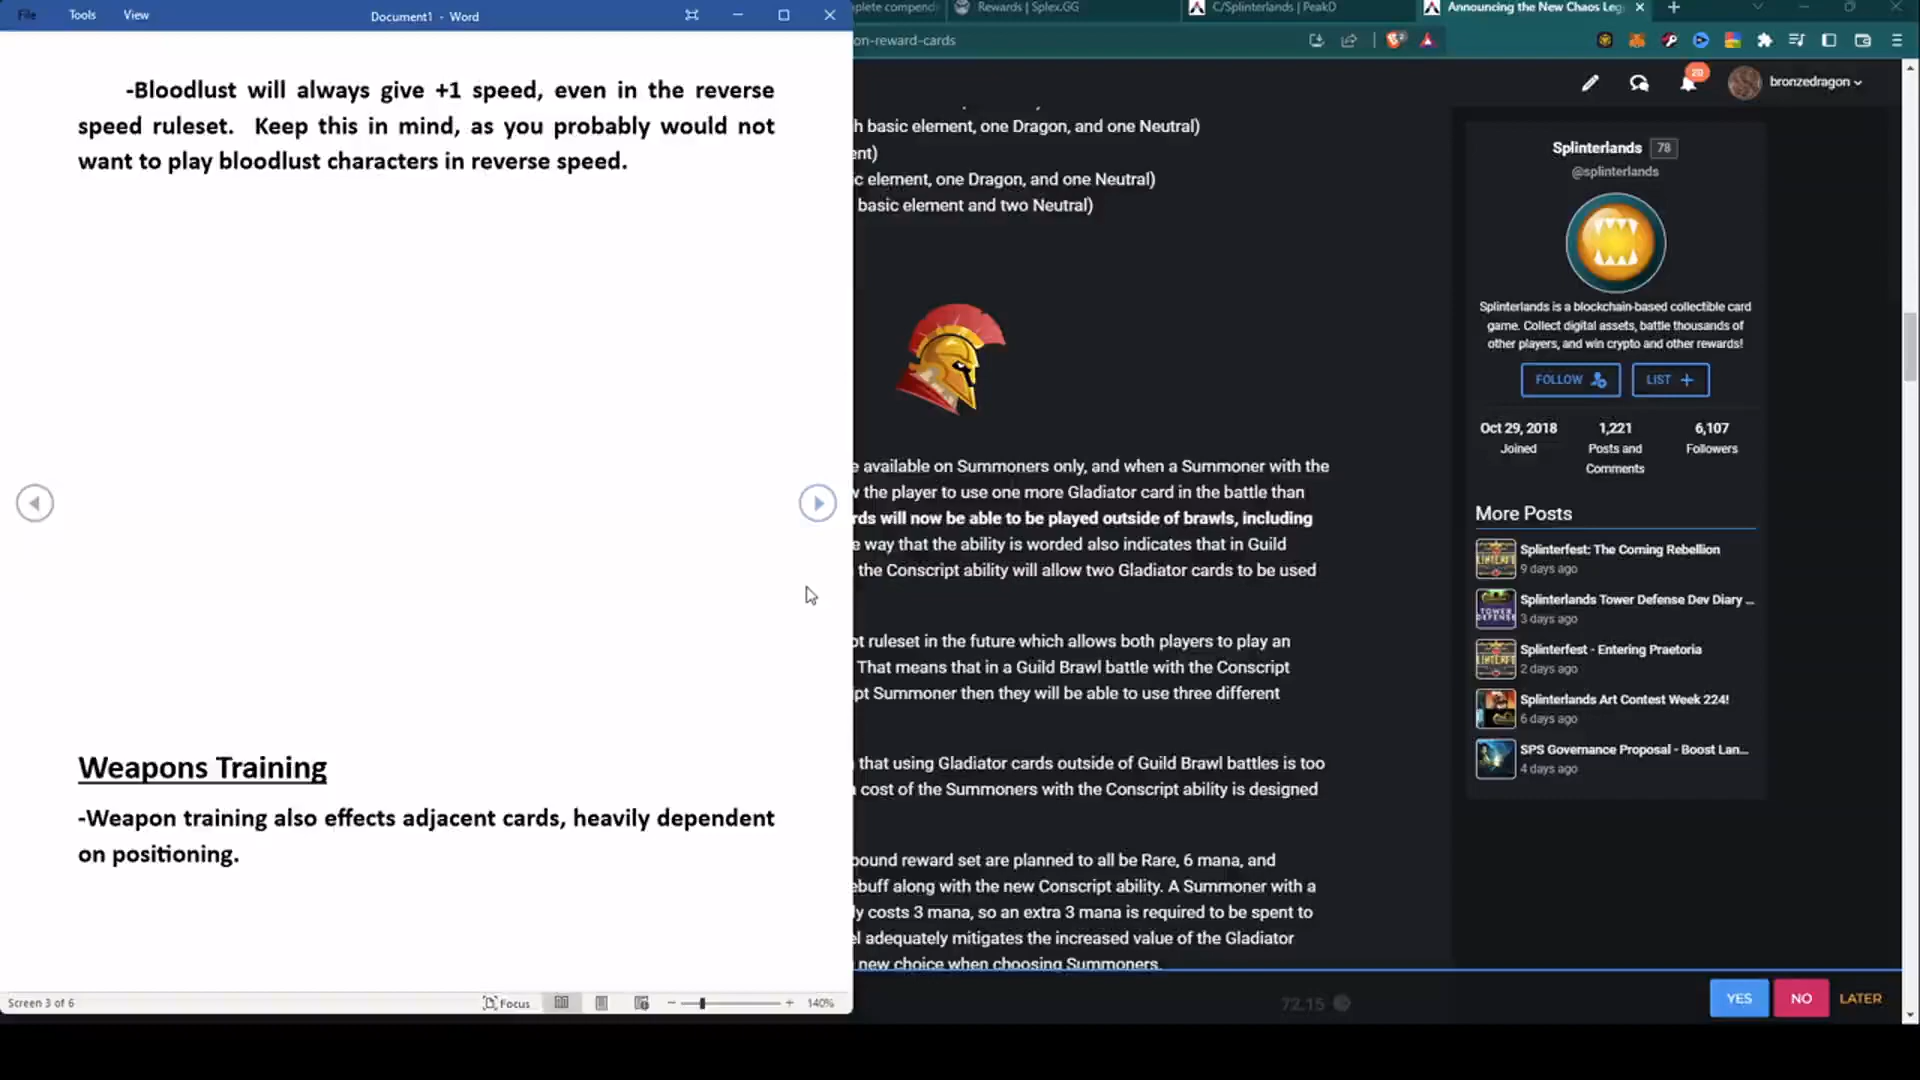 File
Tools
View
Document1 - Word
-Bloodlust will always give +1 speed, even in the reverse
speed ruleset. Keep this in mind, as you probably would not
want to play bloodlust characters in reverse speed.
Weapons Training
-Weapon training also effects adjacent cards, heavily dependent
on positioning.
Screen 3 of 6
Focus
140%
plete compend
Rewards | Splex.GG
C/Splinterlands | PeakD
Announcing the New Chaos Leg
on-reward-cards
20
bronzedragon
h basic element, one Dragon, and one Neutral)
ent)
c element, one Dragon, and one Neutral)
basic element and two Neutral)
e available on Summoners only, and when a Summoner with the
w the player to use one more Gladiator card in the battle than
rds will now be able to be played outside of brawls, including
e way that the ability is worded also indicates that in Guild
the Conscript ability will allow two Gladiator cards to be used
ot ruleset in the future which allows both players to play an
That means that in a Guild Brawl battle with the Conscript
pt Summoner then they will be able to use three different
that using Gladiator cards outside of Guild Brawl battles is too
cost of the Summoners with the Conscript ability is designed
bound reward set are planned to all be Rare, 6 mana, and
ebuff along with the new Conscript ability. A Summoner with a
ly costs 3 mana, so an extra 3 mana is required to be spent to
el adequately mitigates the increased value of the Gladiator
new choice when choosing Summoners.
72.15
Splinterlands 78
@splinterlands
Splinterlands is a blockchain-based collectible card
game. Collect digital assets, battle thousands of
other players, and win crypto and other rewards!
FOLLOW
LIST
Oct 29, 2018
Joined
1,221
Posts and
Comments
6,107
Followers
More Posts
Splinterfest: The Coming Rebellion
9 days ago
Splinterlands Tower Defense Dev Diary ...
3 days ago
Splinterfest - Entering Praetoria
2 days ago
Splinterlands Art Contest Week 224!
6 days ago
SPS Governance Proposal - Boost Lan...
4 days ago
YES
NO
LATER